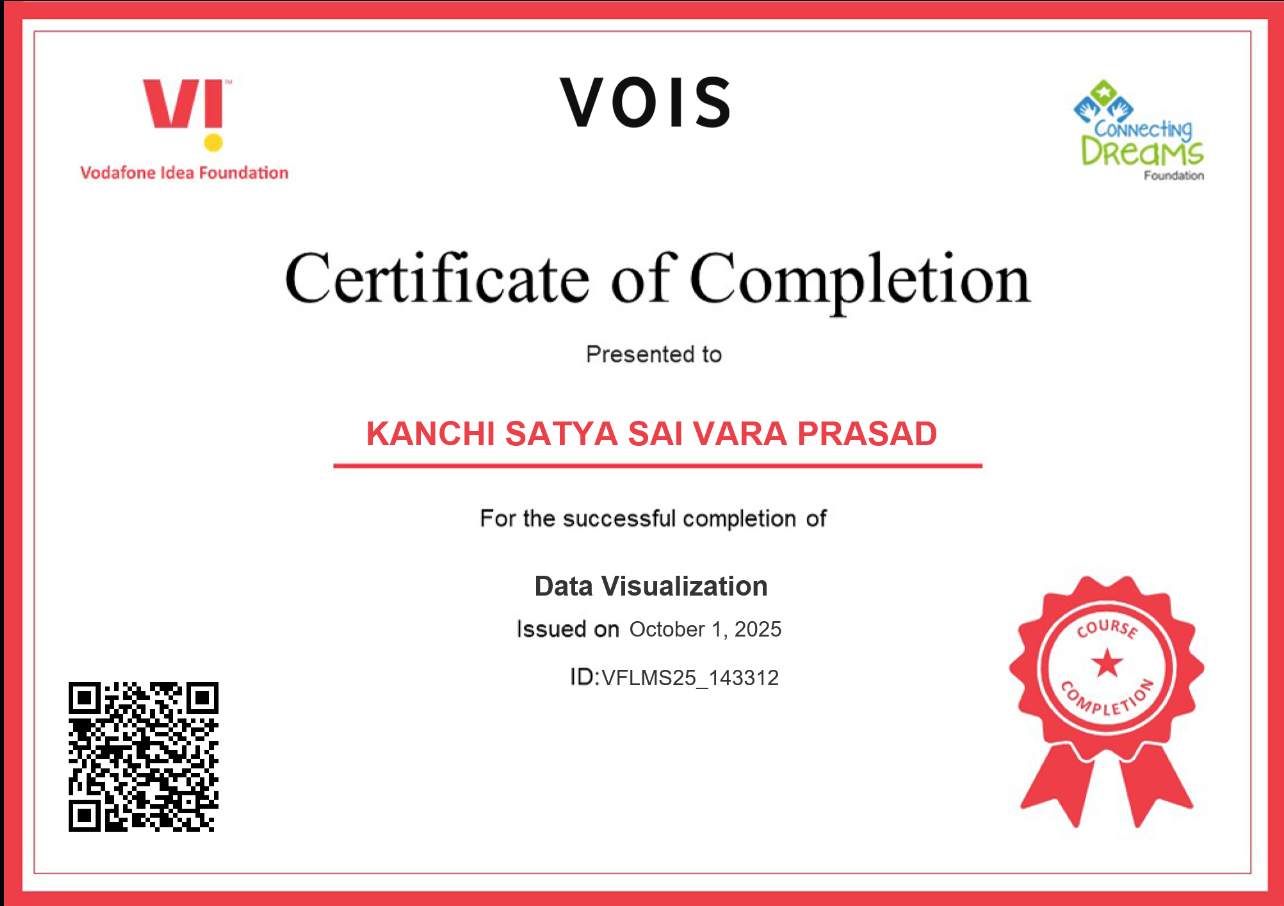 VI!™
Vodafone Idea Foundation
VOIS
Connecting
Dreams
Foundation
Certificate of Completion
Presented to
KANCHI SATYA SAI VARA PRASAD
For the successful completion of
Data Visualization
Issued on October 1, 2025
ID:VFLMS25_143312
COURSE
COMPLETION